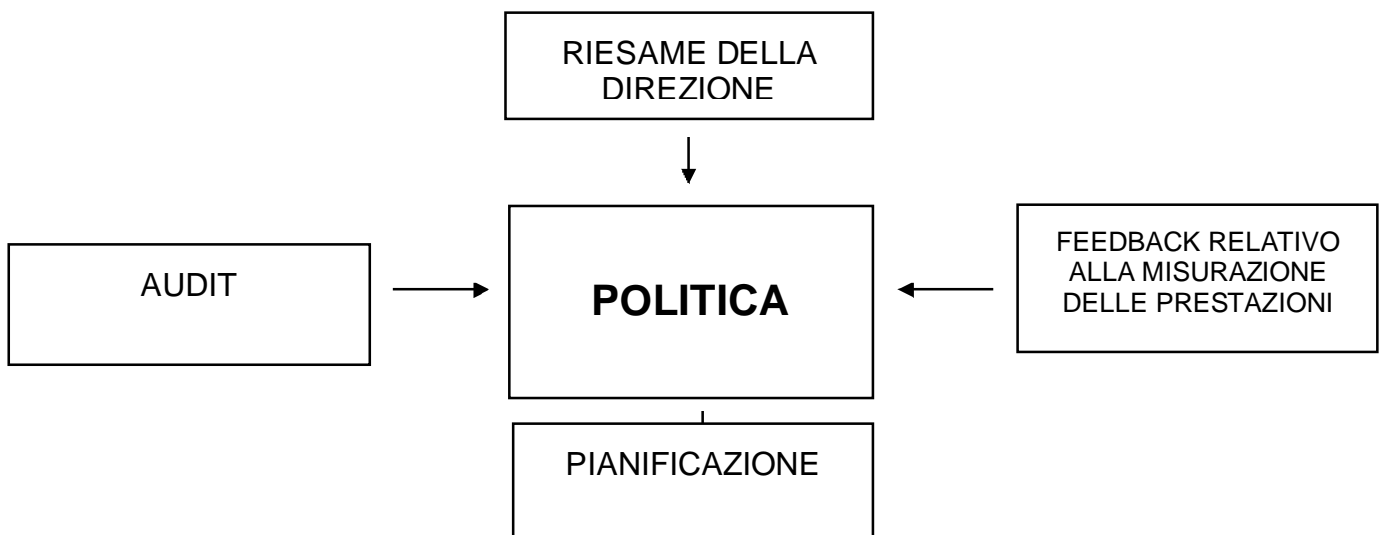 RIESAME DELLA
DIREZIONE
AUDIT
POLITICA
FEEDBACK RELATIVO
ALLA MISURAZIONE
DELLE PRESTAZIONI
PIANIFICAZIONE